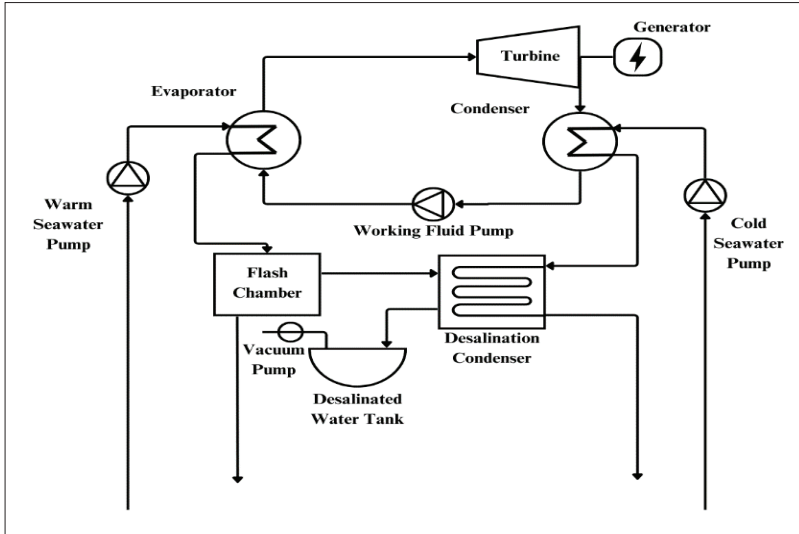 Generator
Turbine
Evaporator
Condenser
Warm
Seawater
Pump
Working Fluid Pump
Cold
Seawater
Pump
Flash
Chamber
Vacuum
Pump
Desalination
Condenser
Desalinated
Water Tank